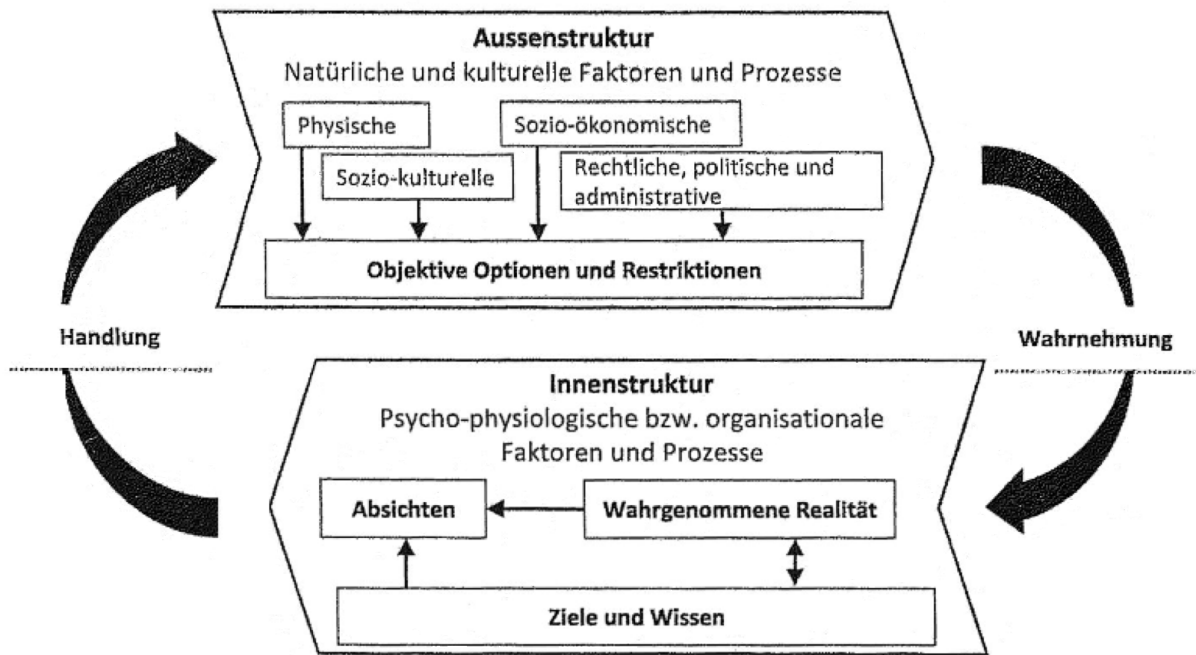 Aussenstruktur
Natürliche und kulturelle Faktoren und Prozesse
Physische
Sozio-ökonomische
Sozio-kulturelle
Rechtliche, politische und
administrative
Objektive Optionen und Restriktionen
Handlung
Wahrnehmung
Innenstruktur
Psycho-physiologische bzw. organisationale
Faktoren und Prozesse
Absichten
Wahrgenommene Realität
Ziele und Wissen